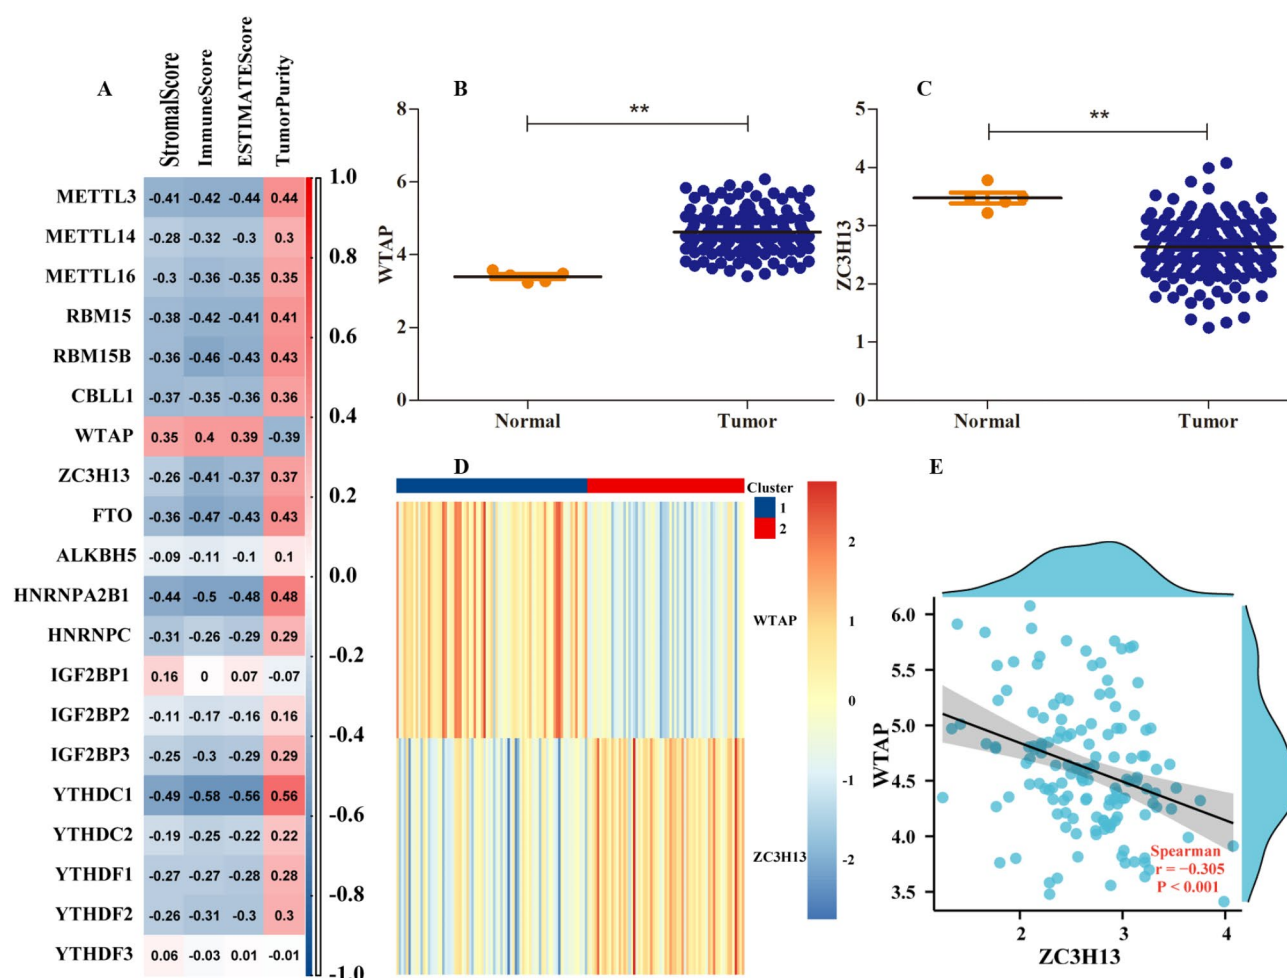 A
StromalScore
ImmuneScore
ESTIMATEScore
TumorPurity
METTL3 -0.41 -0.42 -0.44 0.44
METTL14 -0.28 -0.32 -0.3 0.3
METTL16 -0.3 -0.36 -0.35 0.35
RBM15 -0.38 -0.42 -0.41 0.41
RBM15B -0.36 -0.46 -0.43 0.43
CBLL1 -0.37 -0.35 -0.36 0.36
WTAP 0.35 0.4 0.39 -0.39
ZC3H13 -0.26 -0.41 -0.37 0.37
FTO -0.36 -0.47 -0.43 0.43
ALKBH5 -0.09 -0.11 -0.1 0.1
HNRNPA2B1 -0.44 -0.5 -0.48 0.48
HNRNPC -0.31 -0.26 -0.29 0.29
IGF2BP1 0.16 0 0.07 -0.07
IGF2BP2 -0.11 -0.17 -0.16 0.16
IGF2BP3 -0.25 -0.3 -0.29 0.29
YTHDC1 -0.49 -0.58 -0.56 0.56
YTHDC2 -0.19 -0.25 -0.22 0.22
YTHDF1 -0.27 -0.27 -0.28 0.28
YTHDF2 -0.26 -0.31 -0.3 0.3
YTHDF3 0.06 -0.03 0.01 -0.01
1.0
0.8
0.6
0.4
0.2
0.0
-0.2
-0.4
-0.6
-0.8
-1.0
B
**
WTAP
8
6
4
2
0
Normal Tumor
C
**
ZC3H13
5
4
3
2
1
0
Normal Tumor
D
Cluster
1
2
WTAP
ZC3H13
2
1
0
-1
-2
E
WTAP
6.0
5.5
5.0
4.5
4.0
3.5
Spearman
r = −0.305
P < 0.001
2 3 4
ZC3H13